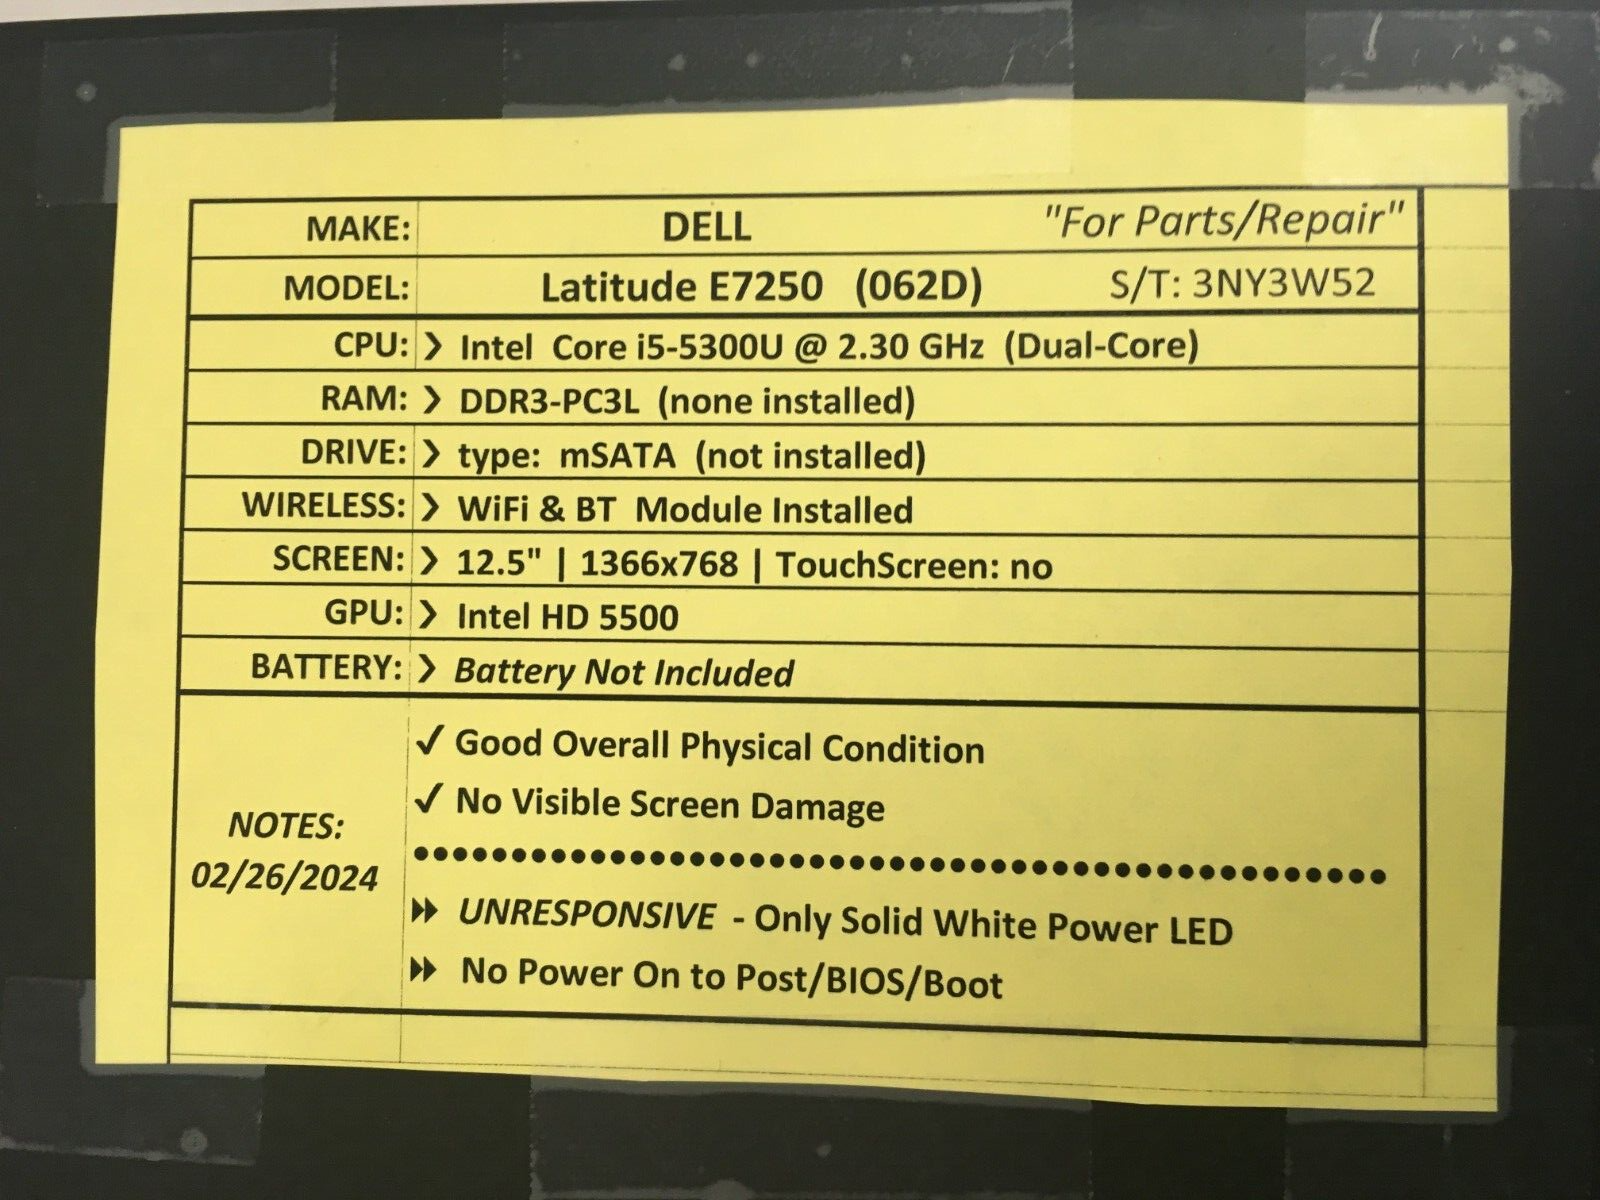 MAKE: DELL "For Parts/Repair"
MODEL: Latitude E7250 (062D) S/T: 3NY3W52
CPU: ❯ Intel Core i5-5300U @ 2.30 GHz (Dual-Core)
RAM: ❯ DDR3-PC3L (none installed)
DRIVE: ❯ type: mSATA (not installed)
WIRELESS: ❯ WiFi & BT Module Installed
SCREEN: ❯ 12.5" | 1366x768 | TouchScreen: no
GPU: ❯ Intel HD 5500
BATTERY: ❯ Battery Not Included
NOTES:
02/26/2024
✓ Good Overall Physical Condition
✓ No Visible Screen Damage
UNRESPONSIVE - Only Solid White Power LED
No Power On to Post/BIOS/Boot